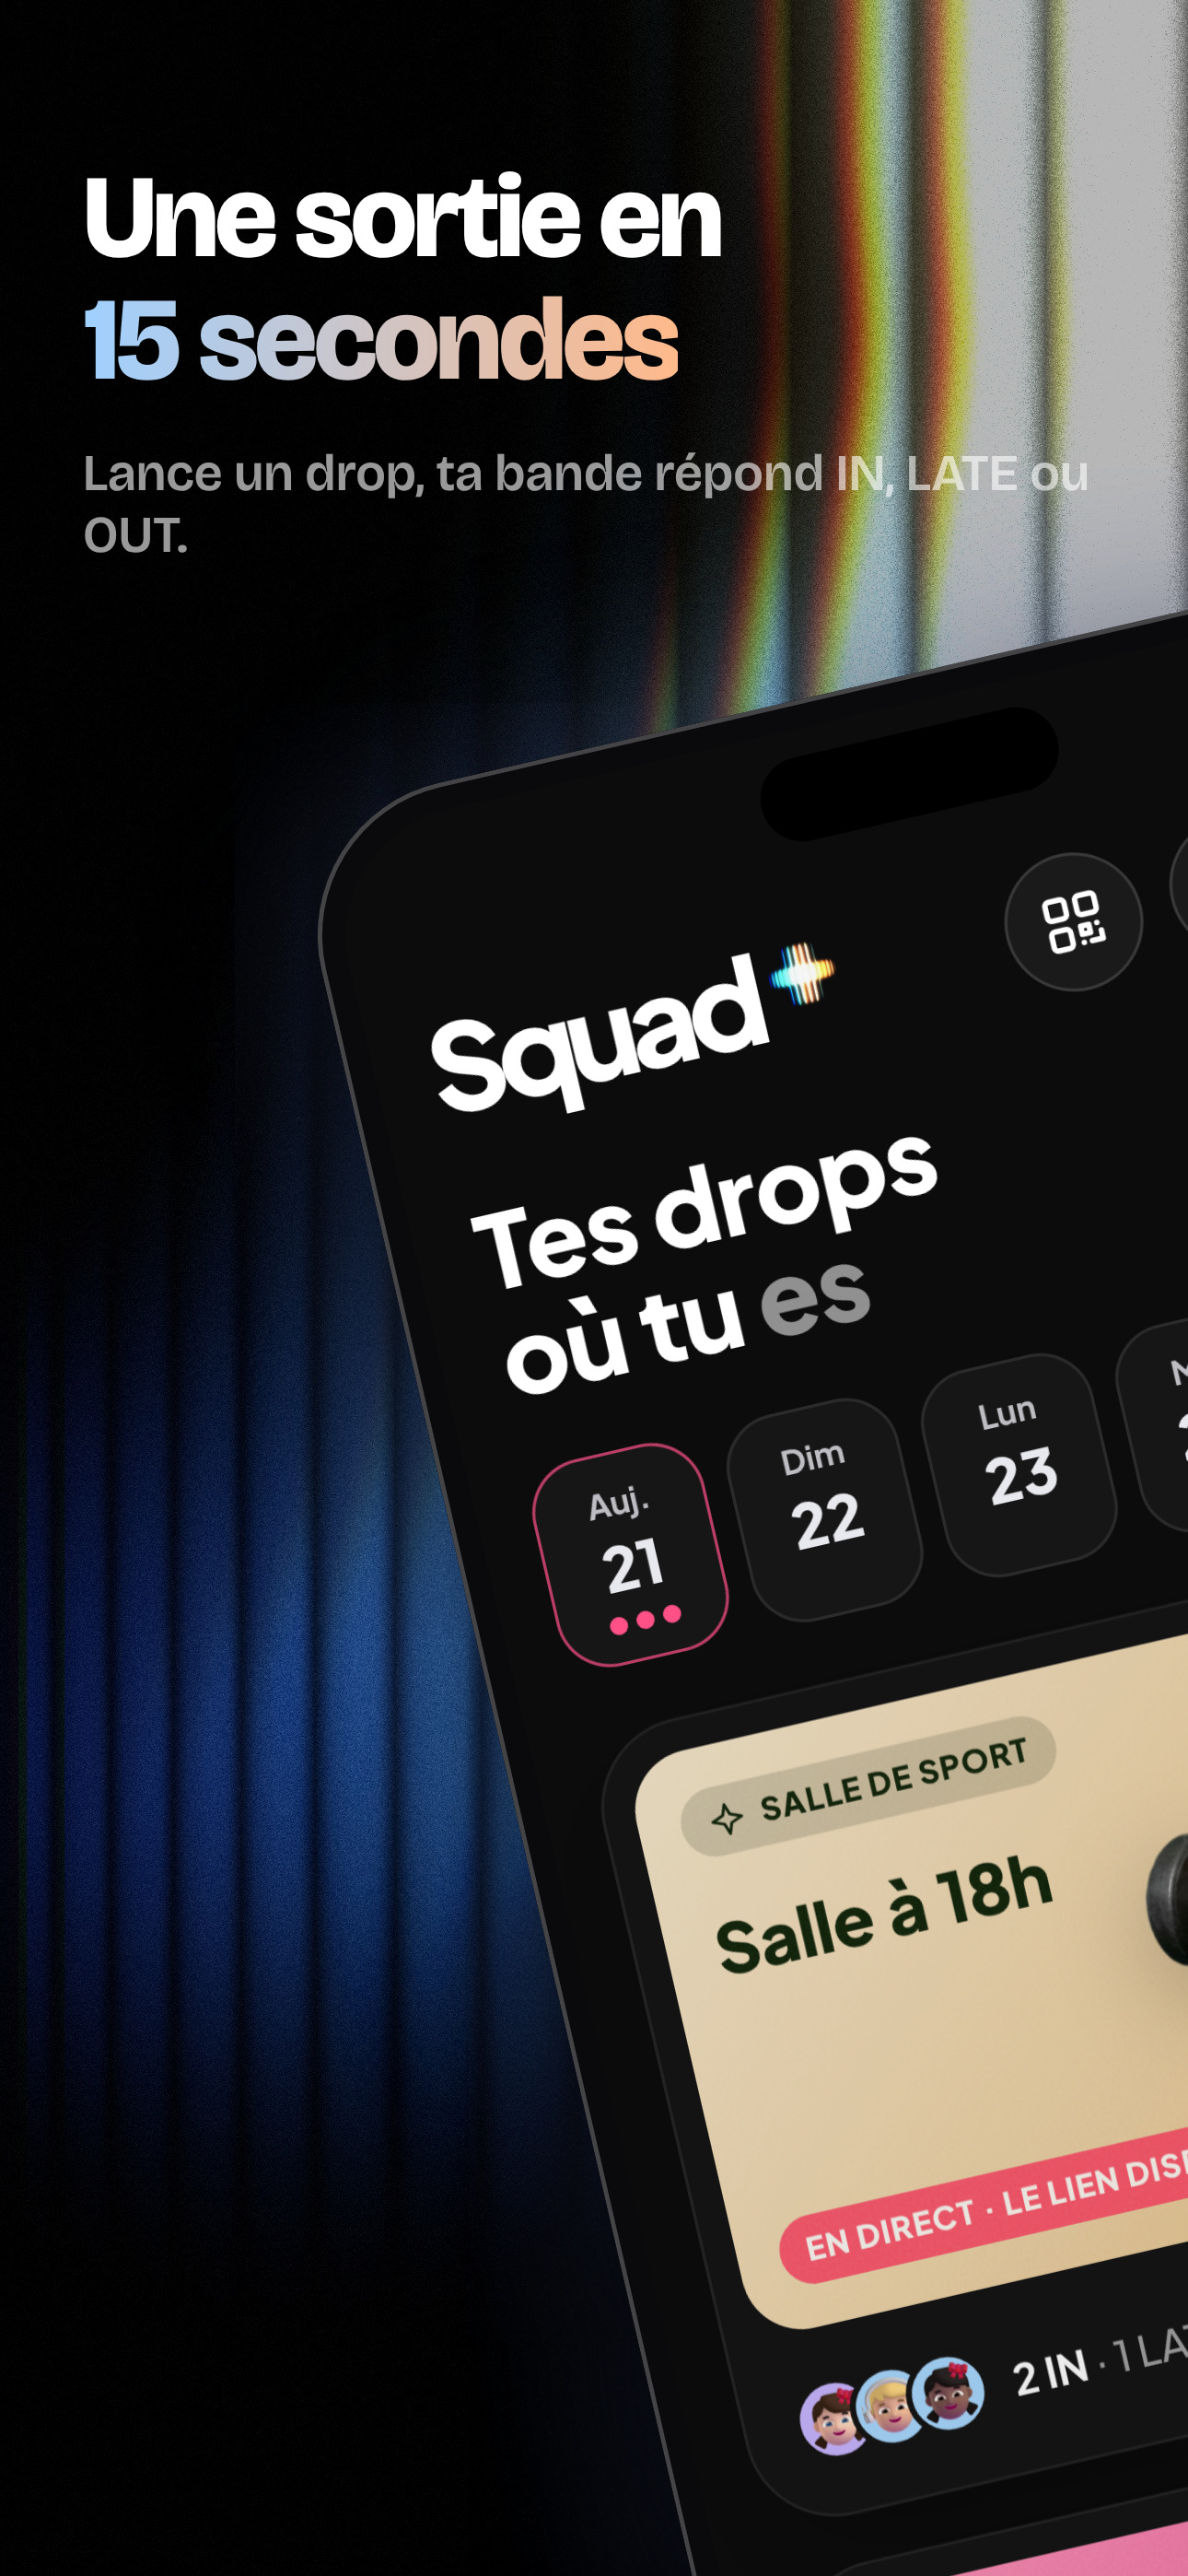 Une sortie en
15 secondes
Lance un drop, ta bande répond IN, LATE ou
OUT.
Squad
Tes drops
où tu es
Auj.
21
Dim
22
Lun
23
SALLE DE SPORT
Salle à 18h
EN DIRECT · LE LIEN
2 IN · 1